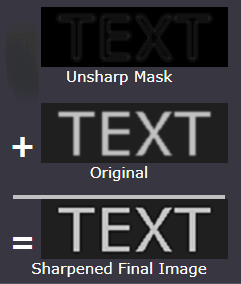 TEXT
Unsharp Mask
+ TEXT
Original
= TEXT
Sharpened Final Image